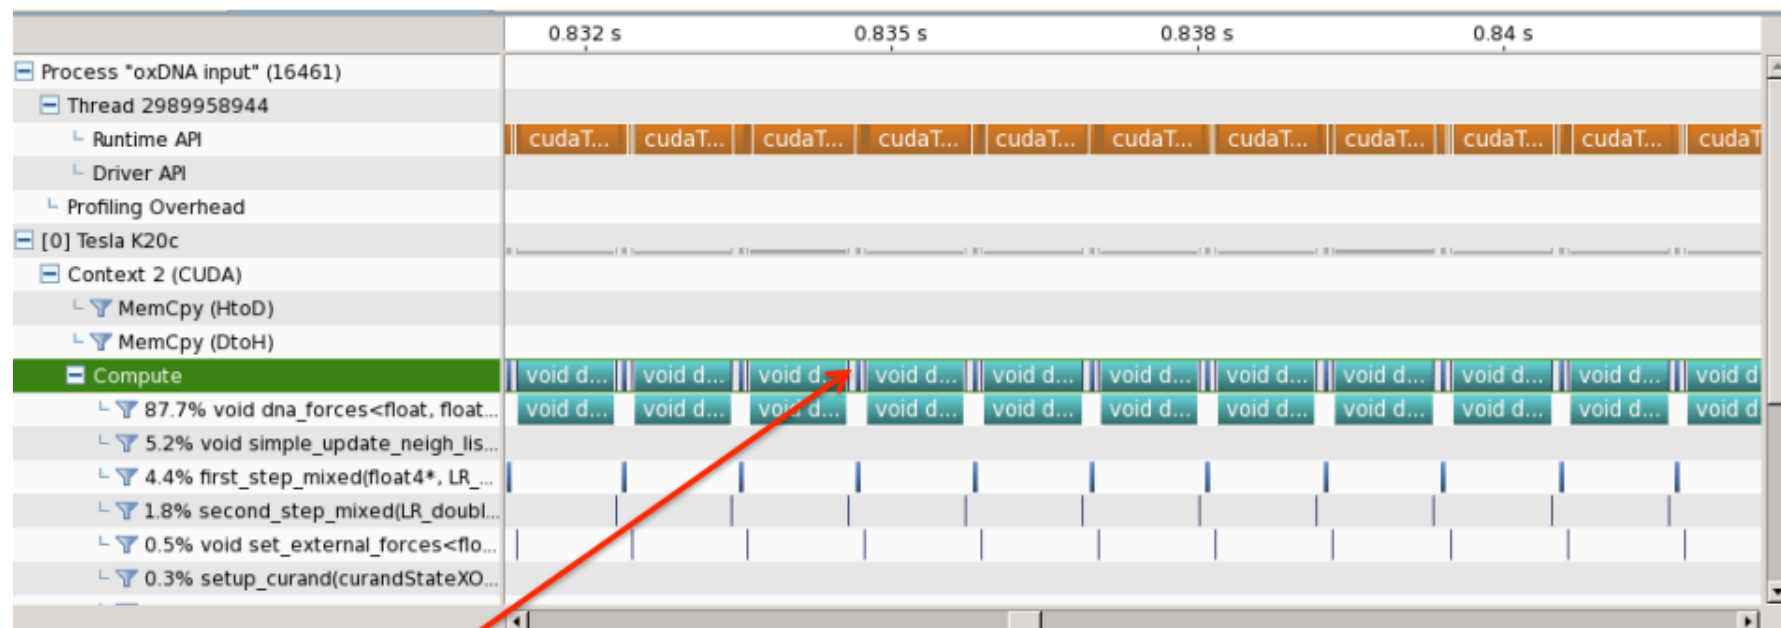 0.832 s 0.835 s 0.838 s 0.84 s
Process "oxDNA input" (16461)
Thread 2989958944
Runtime API cudaT... cudaT... cudaT... cudaT... cudaT... cudaT... cudaT... cudaT... cudaT... cudaT... cudaT
Driver API
Profiling Overhead
[0] Tesla K20c
Context 2 (CUDA)
MemCpy (HtoD)
MemCpy (DtoH)
Compute void d... void d... void d... void d... void d... void d... void d... void d... void d... void d... void d
87.7% void dna_forces<float, float... void d... void d... void d... void d... void d... void d... void d... void d... void d... void d... void d
5.2% void simple_update_neigh_lis...
4.4% first_step_mixed(float4*, LR_...
1.8% second_step_mixed(LR_doubl...
0.5% void set_external_forces<flo...
0.3% setup_curand(curandStateXO...